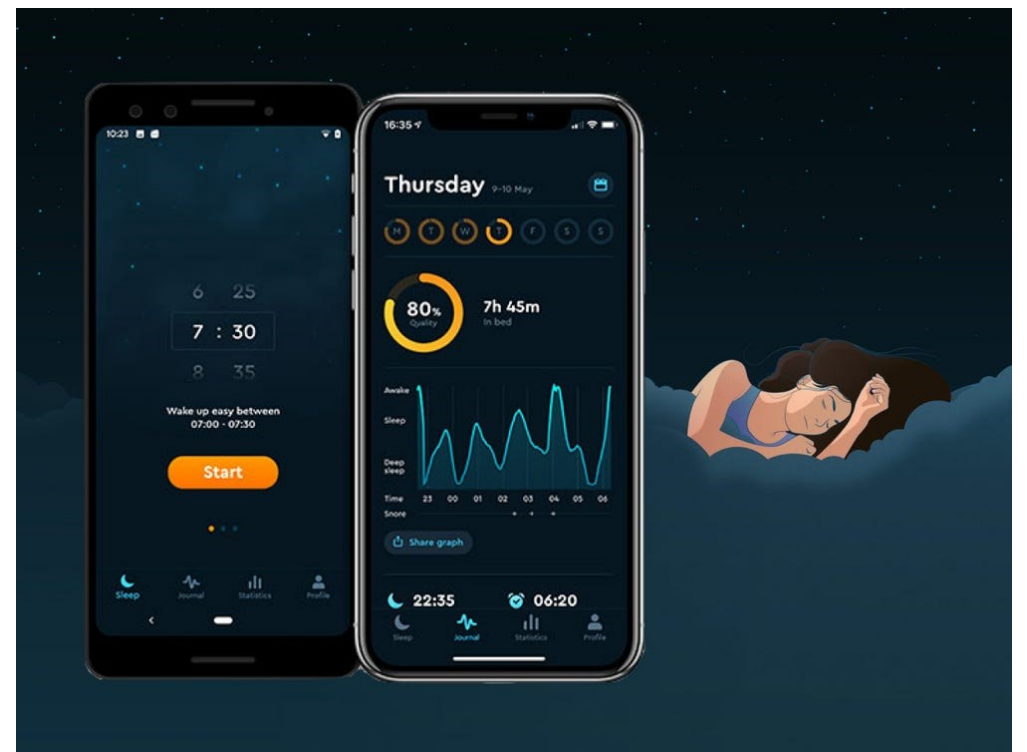 10:23
6 25
7 : 30
8 35
Wake up easy between
07:00 - 07:30
Start
Sleep Journal Statistics Profile
16:35
Thursday 9-10 May
M T W T F S S
80% Quality
7h 45m
In bed
Awake
Sleep
Deep
sleep
Time 23 00 01 02 03 04 05 06
Snore
Share graph
22:35 06:20
Sleep Journal Statistics Profile